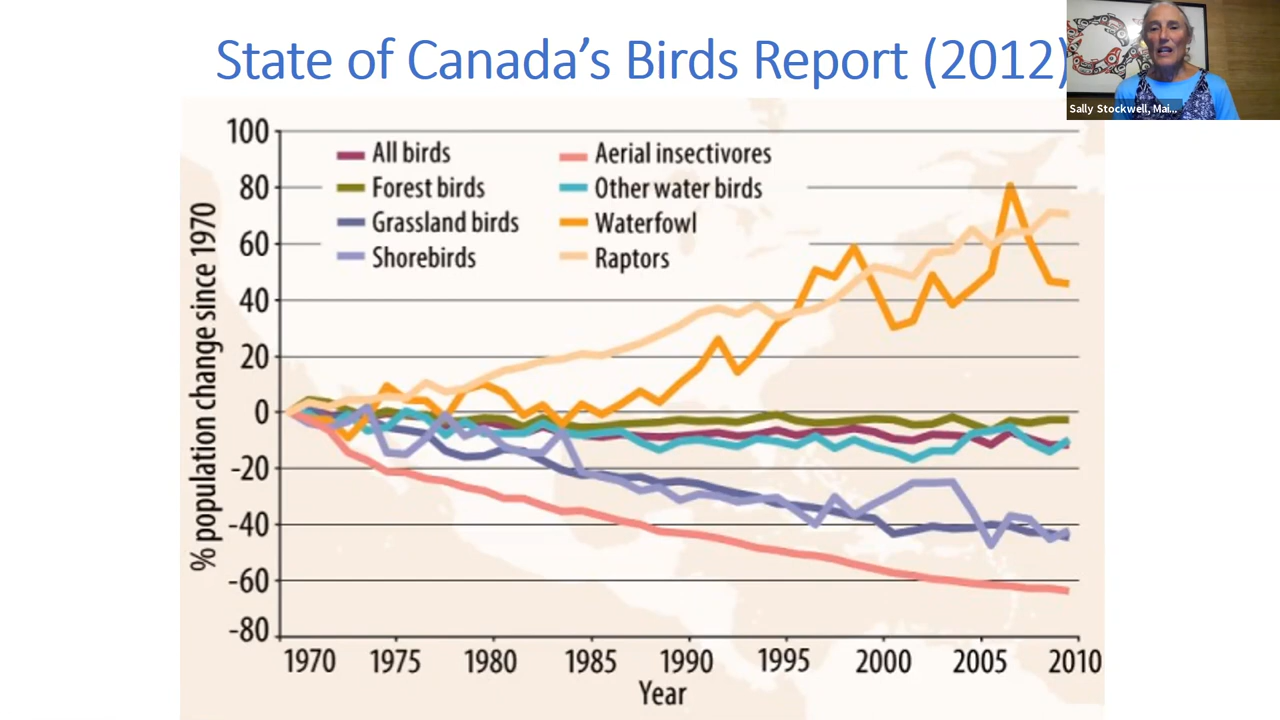 State of Canada's Birds Report (2012)
Sally Stockwell, Mai...
% population change since 1970
100
80
60
40
20
0
-20
-40
-60
-80
All birds
Forest birds
Grassland birds
Shorebirds
Aerial insectivores
Other water birds
Waterfowl
Raptors
1970 1975 1980 1985 1990 1995 2000 2005 2010
Year